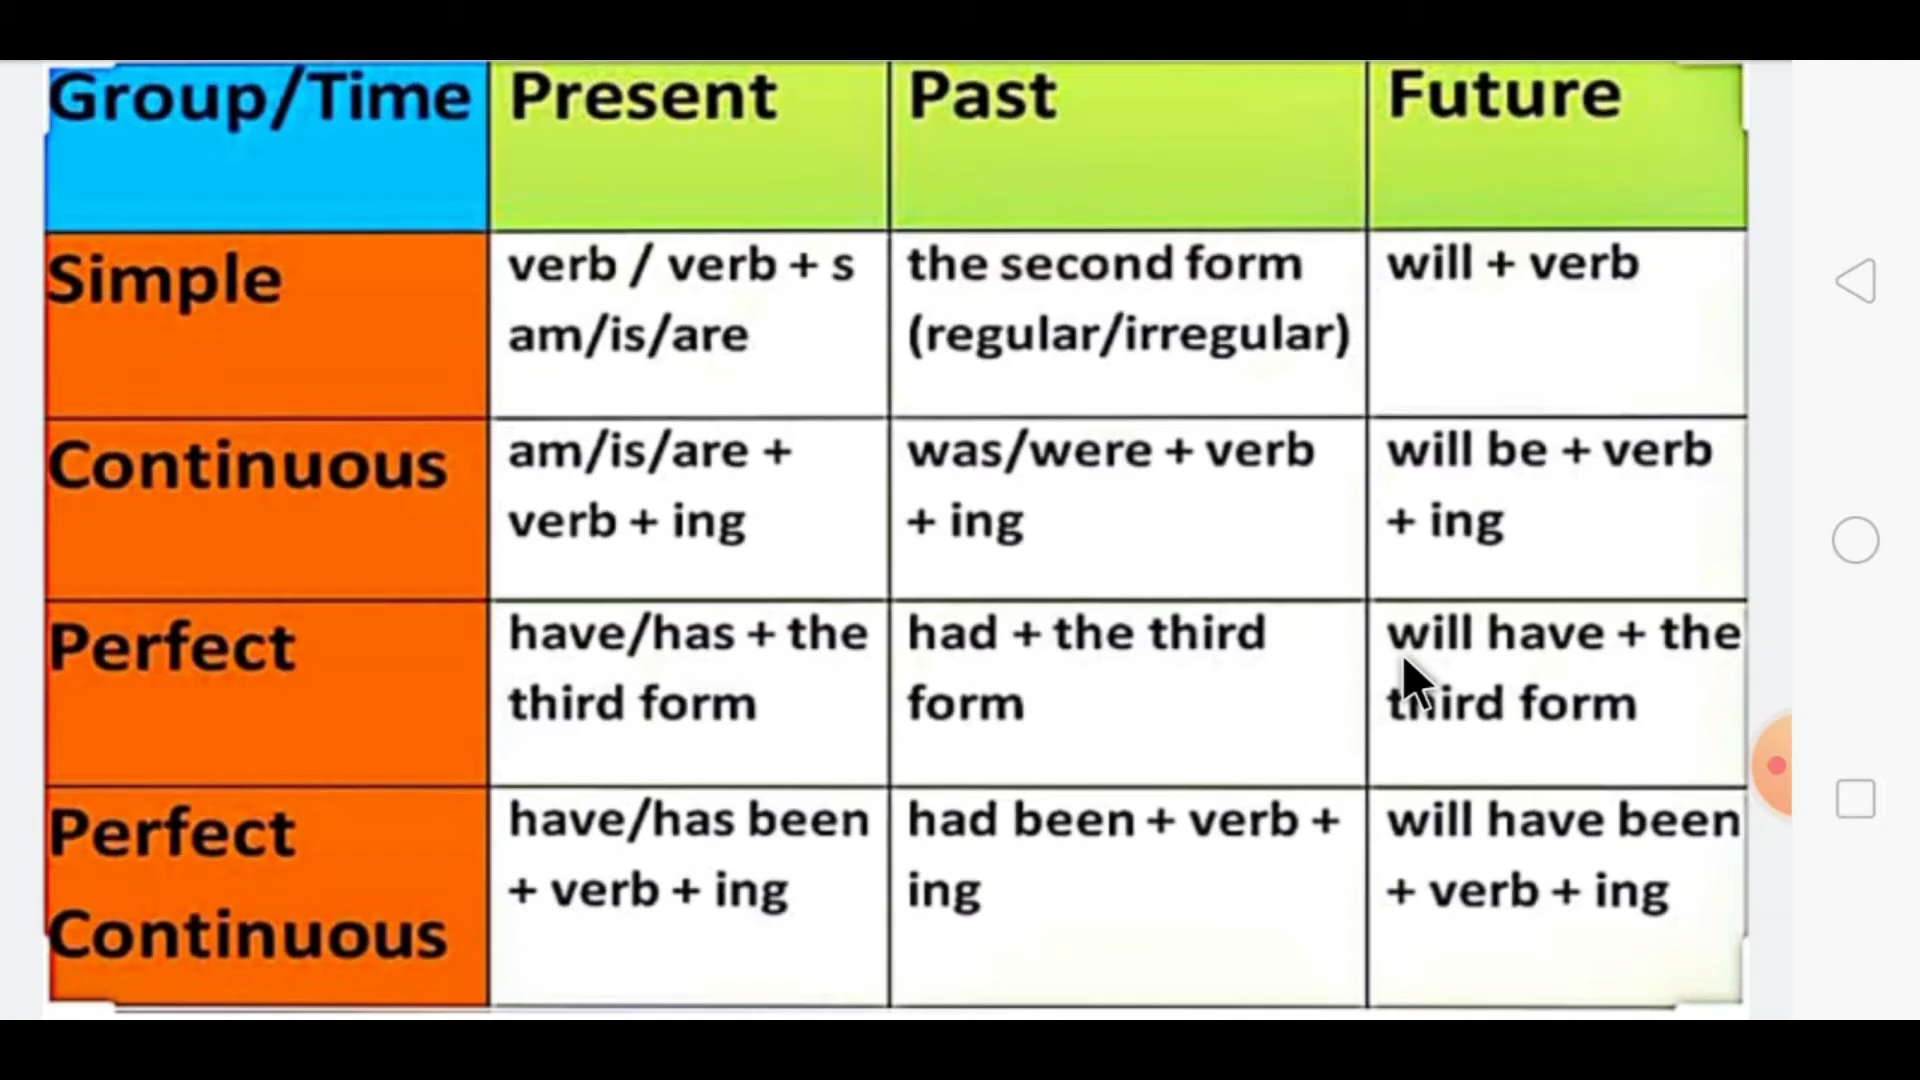 Group/Time Present Past Future
Simple
verb / verb + s
am/is/are
the second form
(regular/irregular)
will + verb
Continuous
am/is/are +
verb + ing
was/were + verb
+ ing
will be + verb
+ ing
Perfect
have/has + the
third form
had + the third
form
will have + the
third form
Perfect
Continuous
have/has been
+ verb + ing
had been + verb +
ing
will have been
+ verb + ing